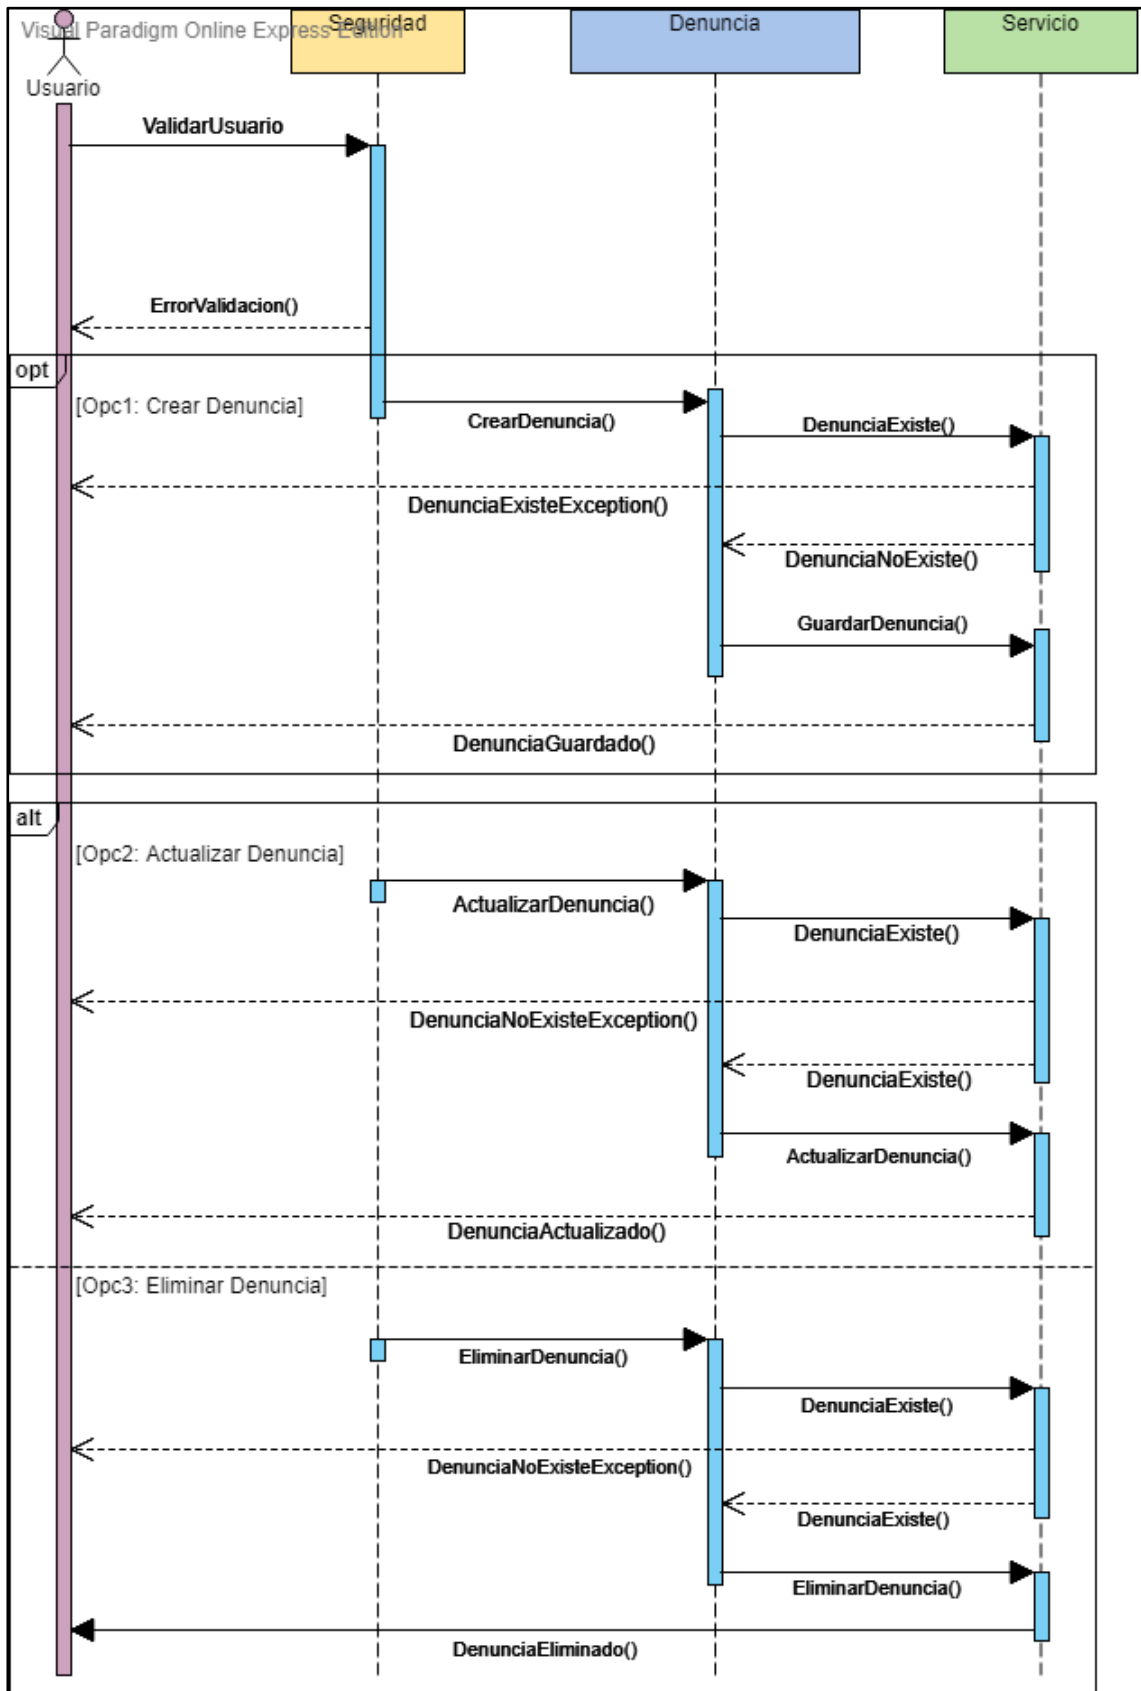 Visual Paradigm Online Express Edition
Seguridad
Denuncia
Servicio
Usuario
ValidarUsuario
ErrorValidacion()
opt
[Opc1: Crear Denuncia]
CrearDenuncia()
DenunciaExiste()
DenunciaExisteException()
DenunciaNoExiste()
GuardarDenuncia()
DenunciaGuardado()
alt
[Opc2: Actualizar Denuncia]
ActualizarDenuncia()
DenunciaExiste()
DenunciaNoExisteException()
DenunciaExiste()
ActualizarDenuncia()
DenunciaActualizado()
[Opc3: Eliminar Denuncia]
EliminarDenuncia()
DenunciaExiste()
DenunciaNoExisteException()
DenunciaExiste()
EliminarDenuncia()
DenunciaEliminado()